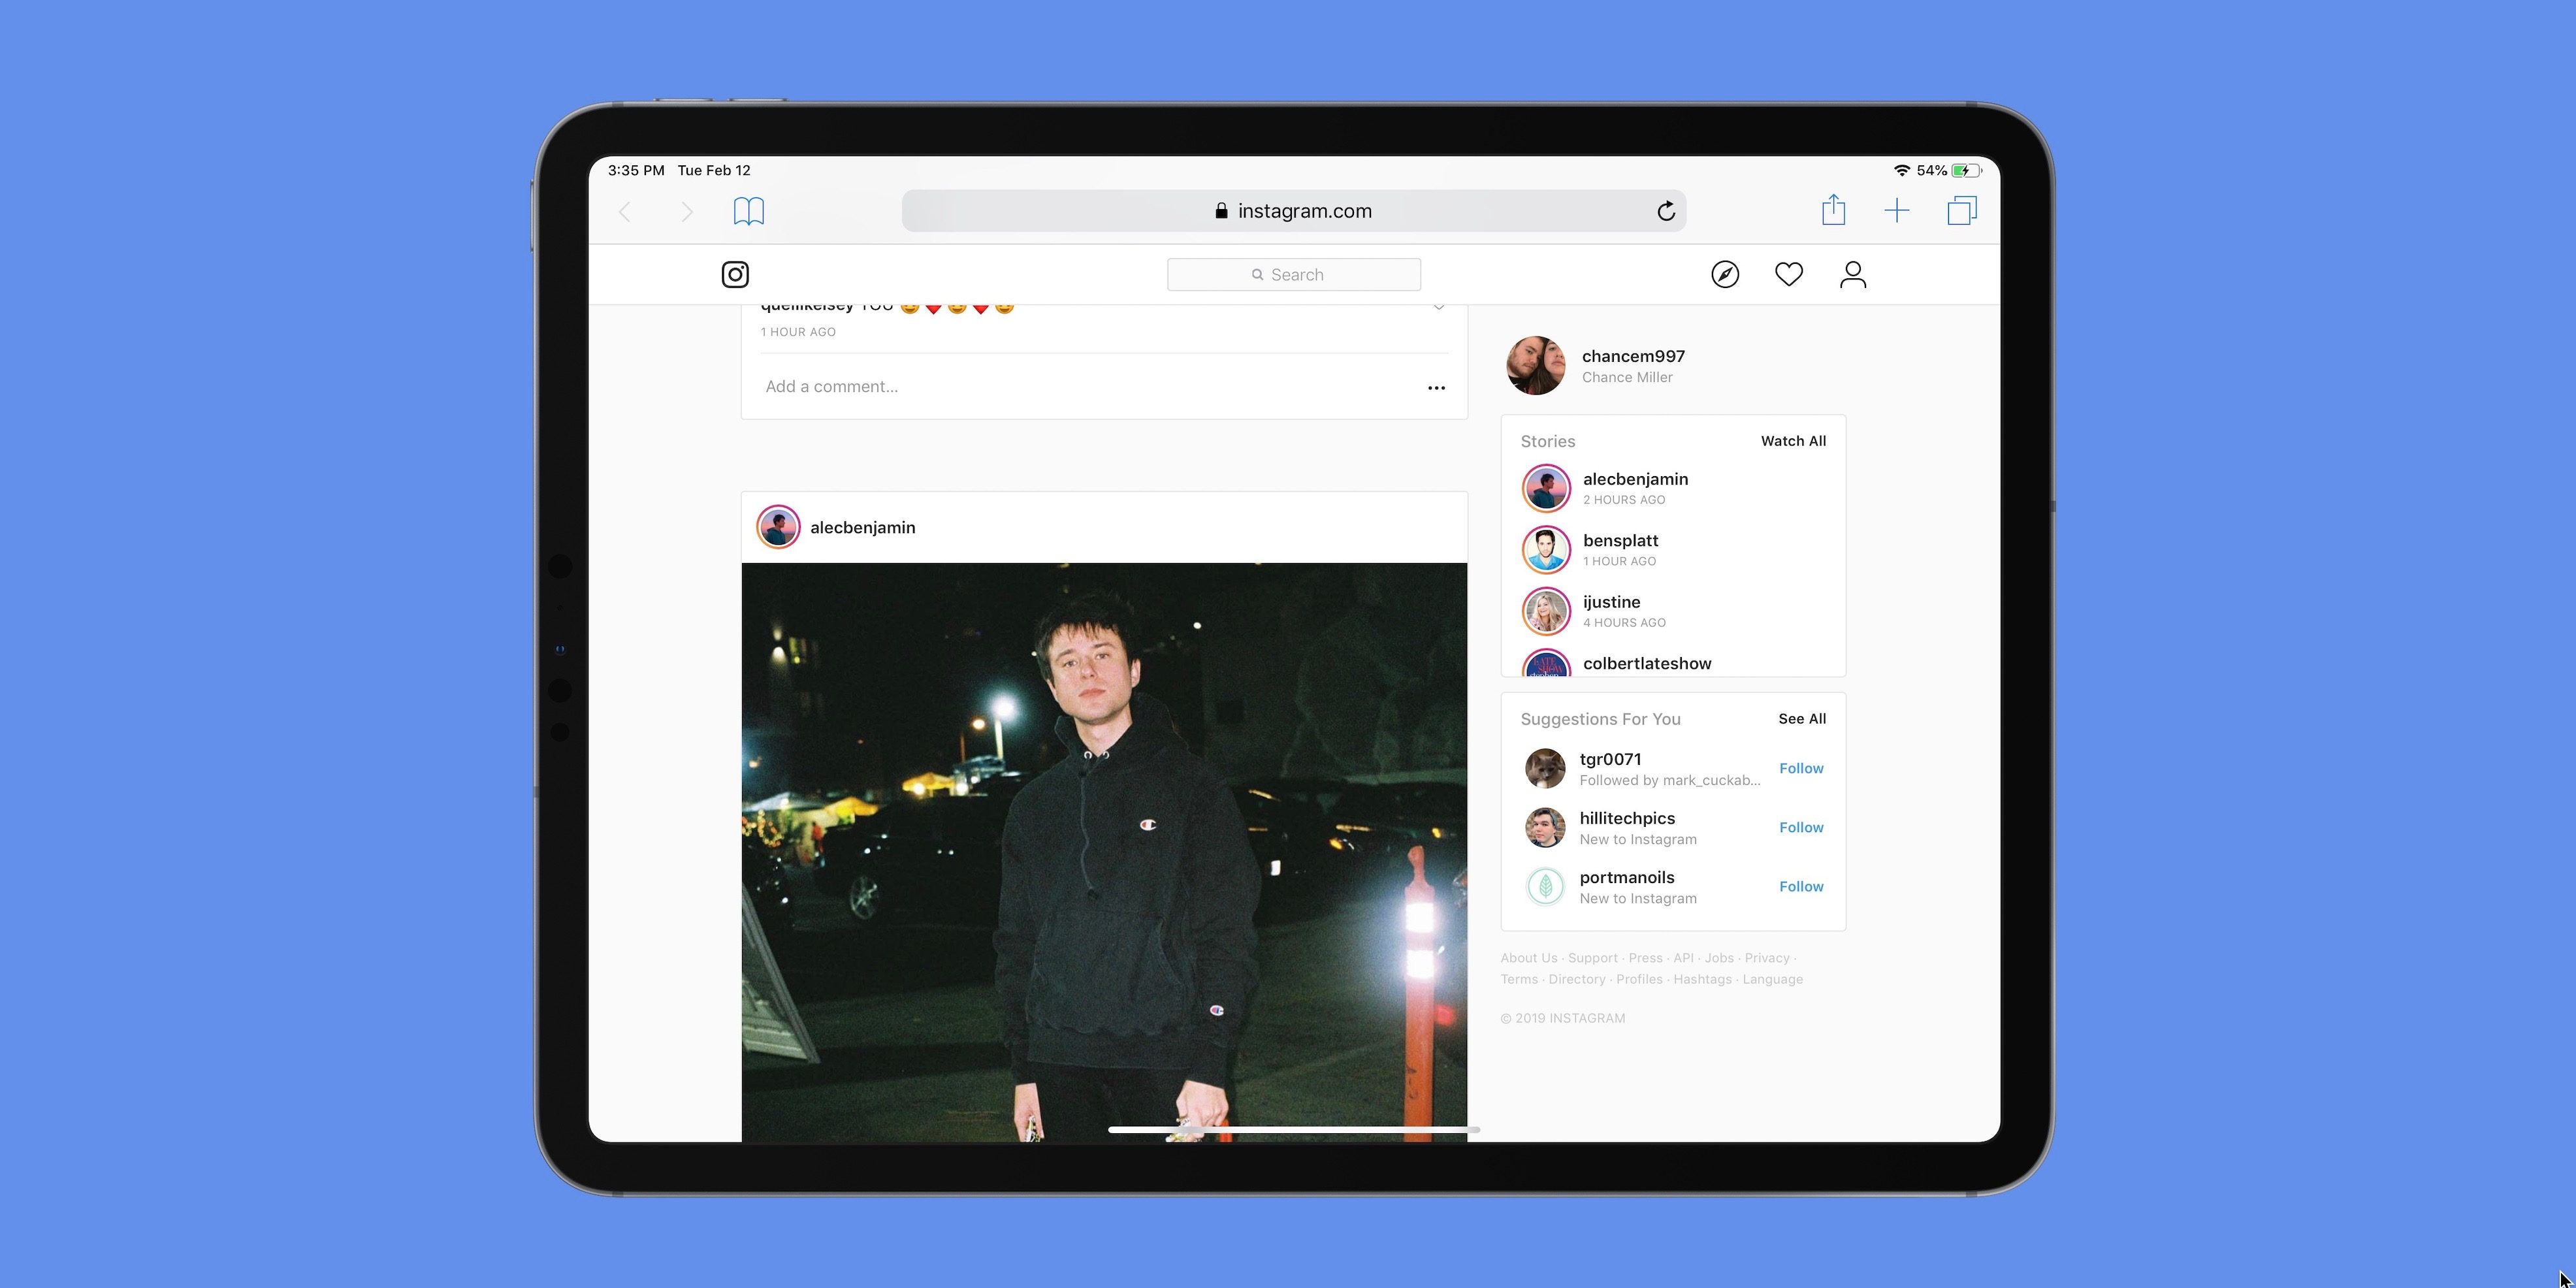 3:35 PM Tue Feb 12
54%
instagram.com
Search
quellikelsey YOU 😍❤️😍❤️😍
1 HOUR AGO
Add a comment...
alecbenjamin
chancem997
Chance Miller
Stories Watch All
alecbenjamin
2 HOURS AGO
bensplatt
1 HOUR AGO
ijustine
4 HOURS AGO
LATE
SHOW
colbertlateshow
Suggestions For You See All
tgr0071
Followed by mark_cuckab...
Follow
hillitechpics
New to Instagram
Follow
portmanoils
New to Instagram
Follow
About Us · Support · Press · API · Jobs · Privacy ·
Terms · Directory · Profiles · Hashtags · Language
© 2019 INSTAGRAM